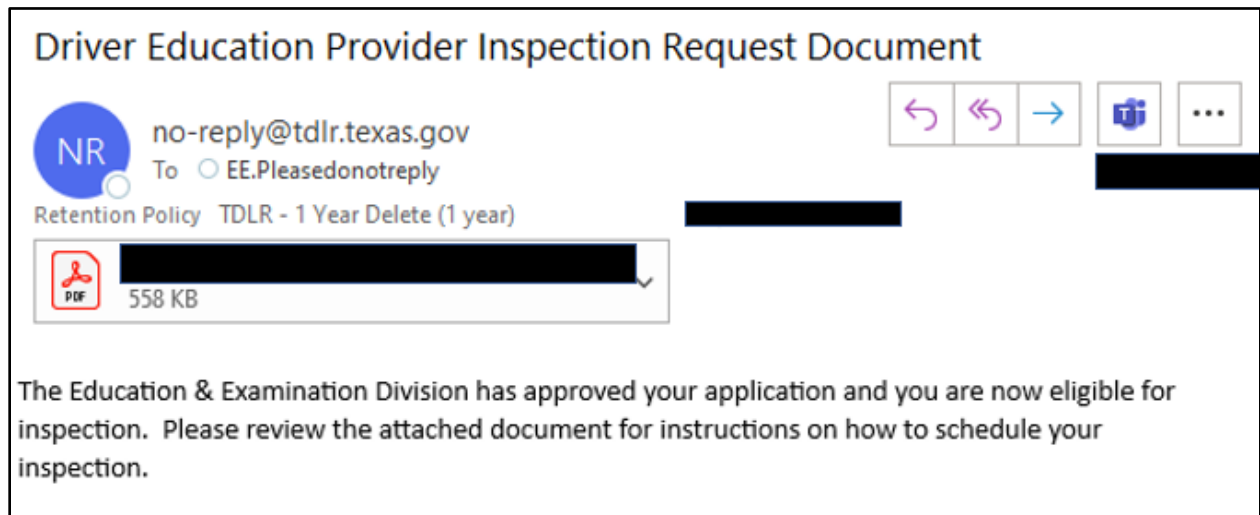 Driver Education Provider Inspection Request Document
NR
no-reply@tdlr.texas.gov
To EE.Pleasedonotreply
Retention Policy TDLR - 1 Year Delete (1 year)
PDF
558 KB
The Education & Examination Division has approved your application and you are now eligible for
inspection. Please review the attached document for instructions on how to schedule your
inspection.